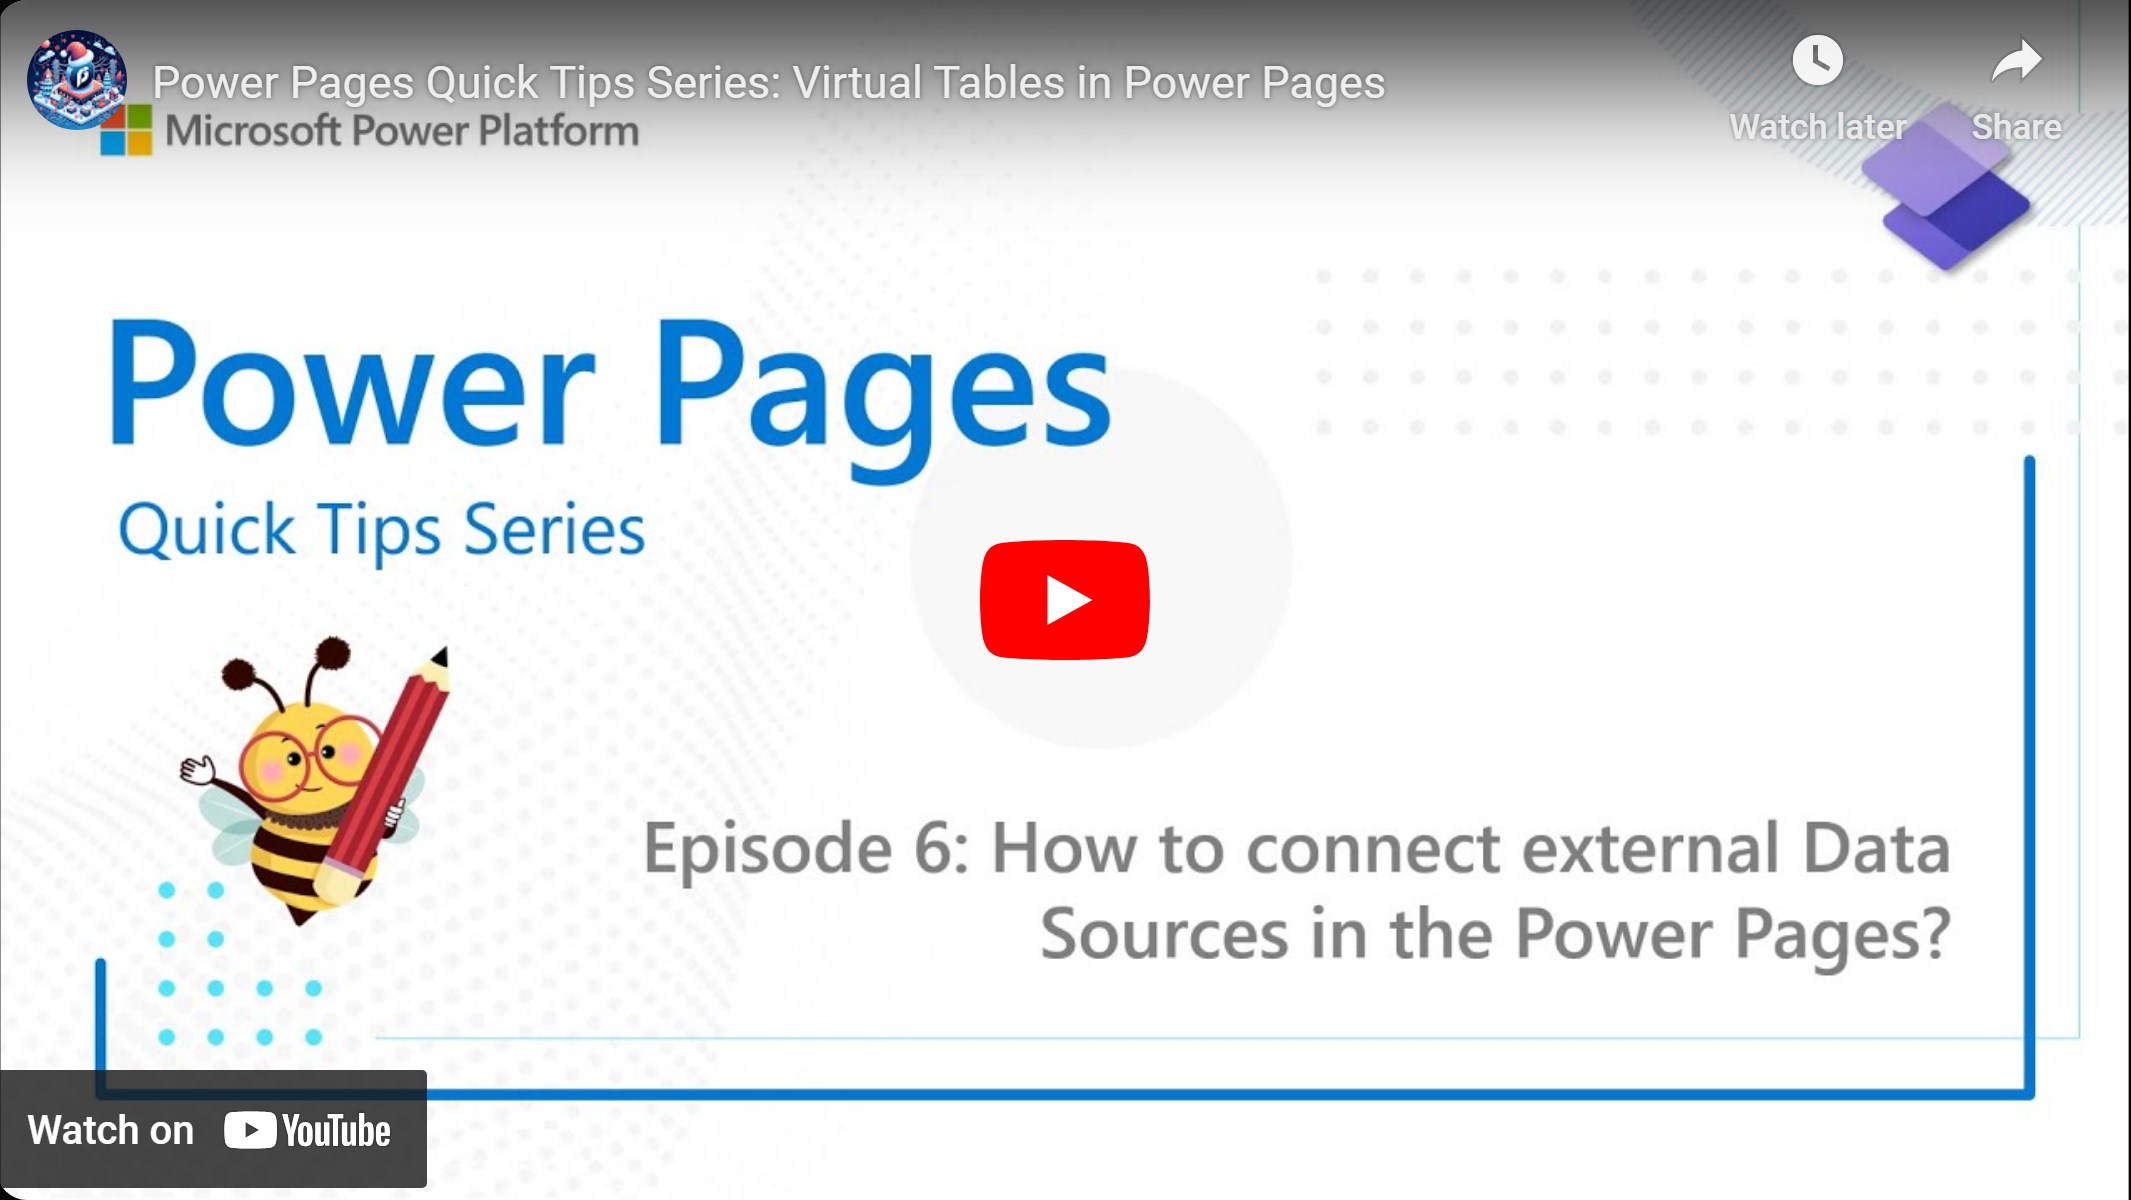 Power Pages Quick Tips Series: Virtual Tables in Power Pages
Watch later
Share
Microsoft Power Platform
Power Pages
Quick Tips Series
Episode 6: How to connect external Data
Sources in the Power Pages?
Watch on YouTube